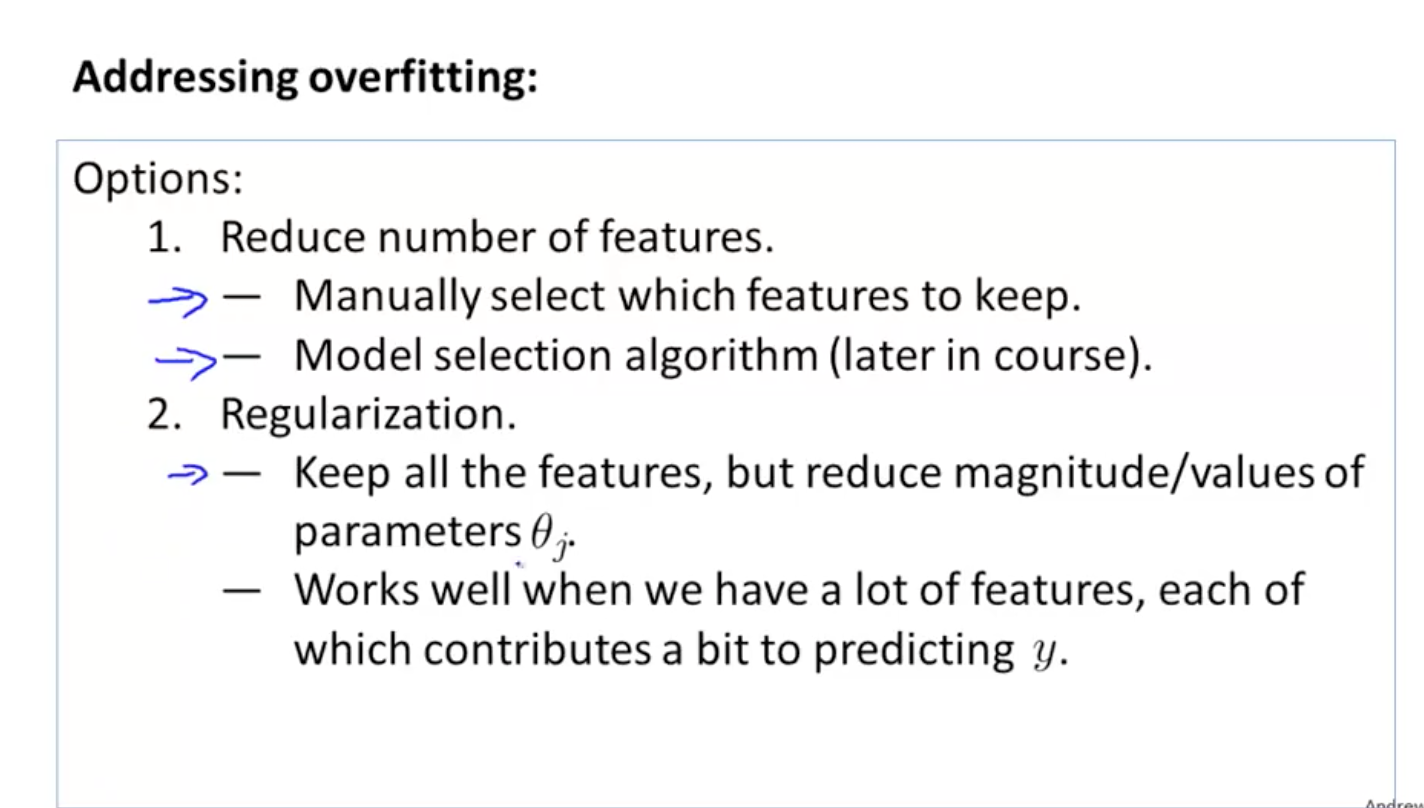 Addressing overfitting:
Options:
1. Reduce number of features.
— Manually select which features to keep.
— Model selection algorithm (later in course).
2. Regularization.
— Keep all the features, but reduce magnitude/values of
parameters θⱼ.
— Works well when we have a lot of features, each of
which contributes a bit to predicting y.
Andrew